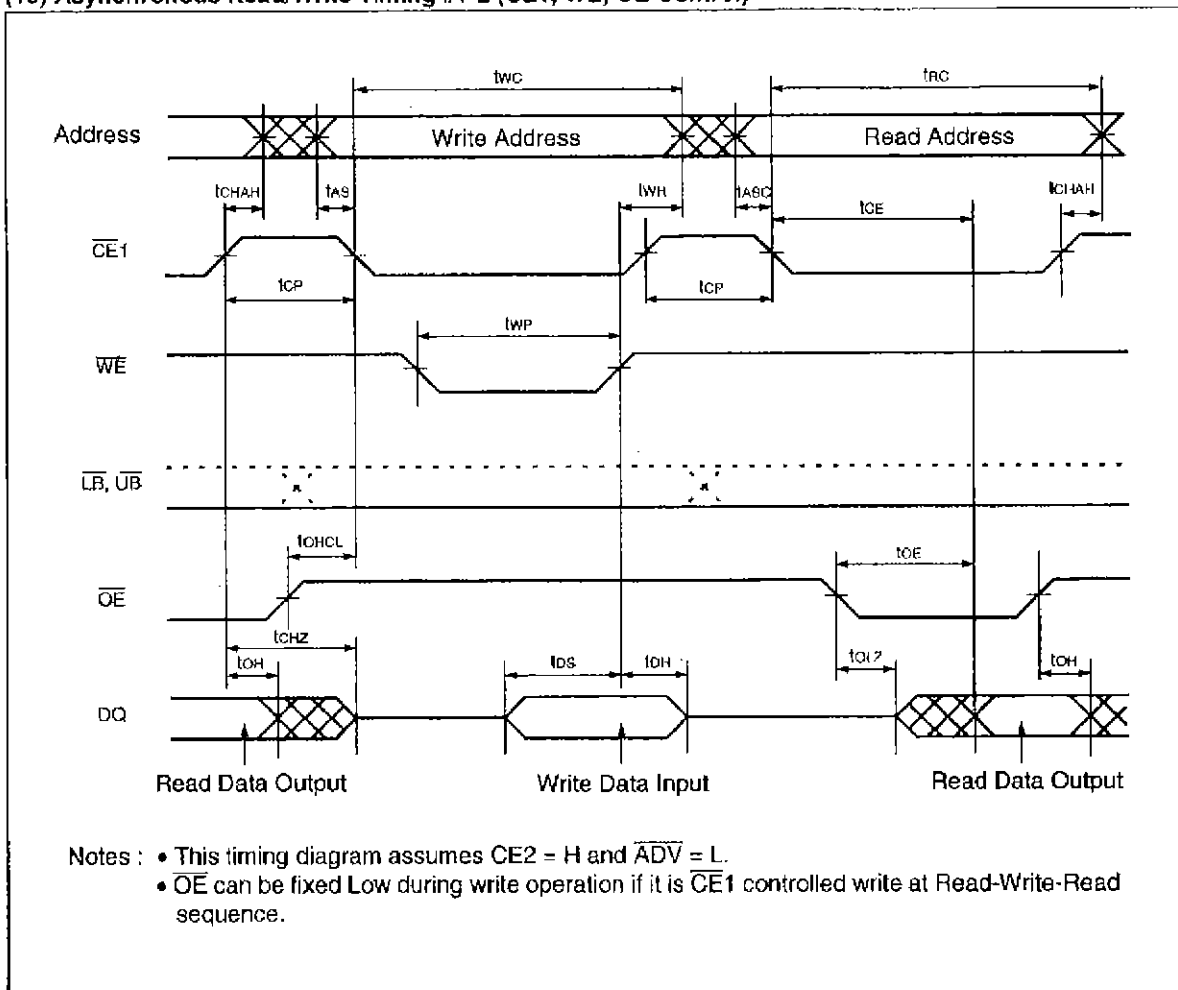 tWC tRC
Address Write Address Read Address
tCHAH tAS tWR tASC tCE tCHAH
CE1
tCP tCP
tWP
WE
LB, UB
tOHCL tOE
OE
tCHZ
tOH tDS tDH tOLZ tOH
DQ
Read Data Output Write Data Input Read Data Output
Notes : • This timing diagram assumes CE2 = H and ADV = L.
• OE can be fixed Low during write operation if it is CE1 controlled write at Read-Write-Read
sequence.